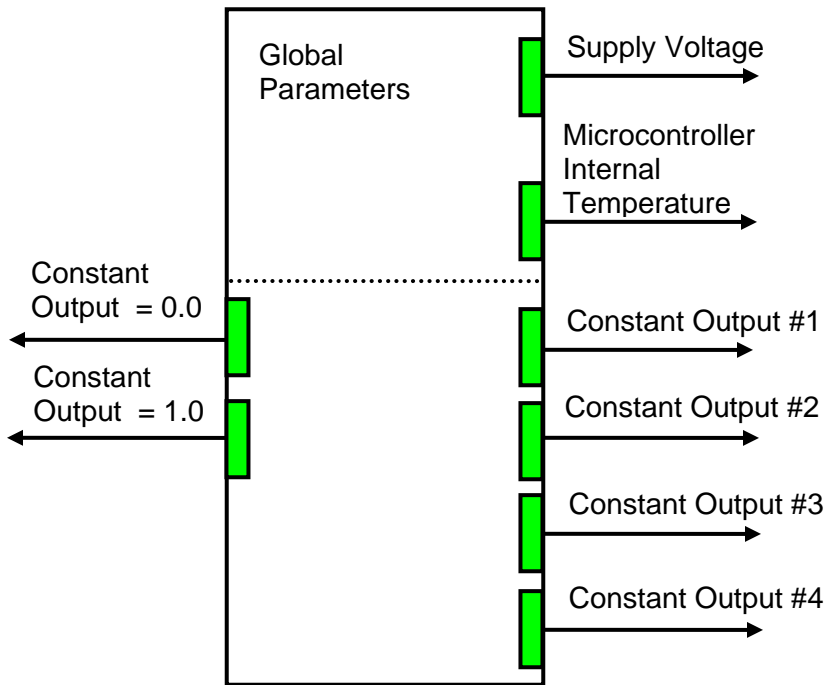 Global
Parameters
Supply Voltage
Microcontroller
Internal
Temperature
Constant
Output = 0.0
Constant
Output = 1.0
Constant Output #1
Constant Output #2
Constant Output #3
Constant Output #4